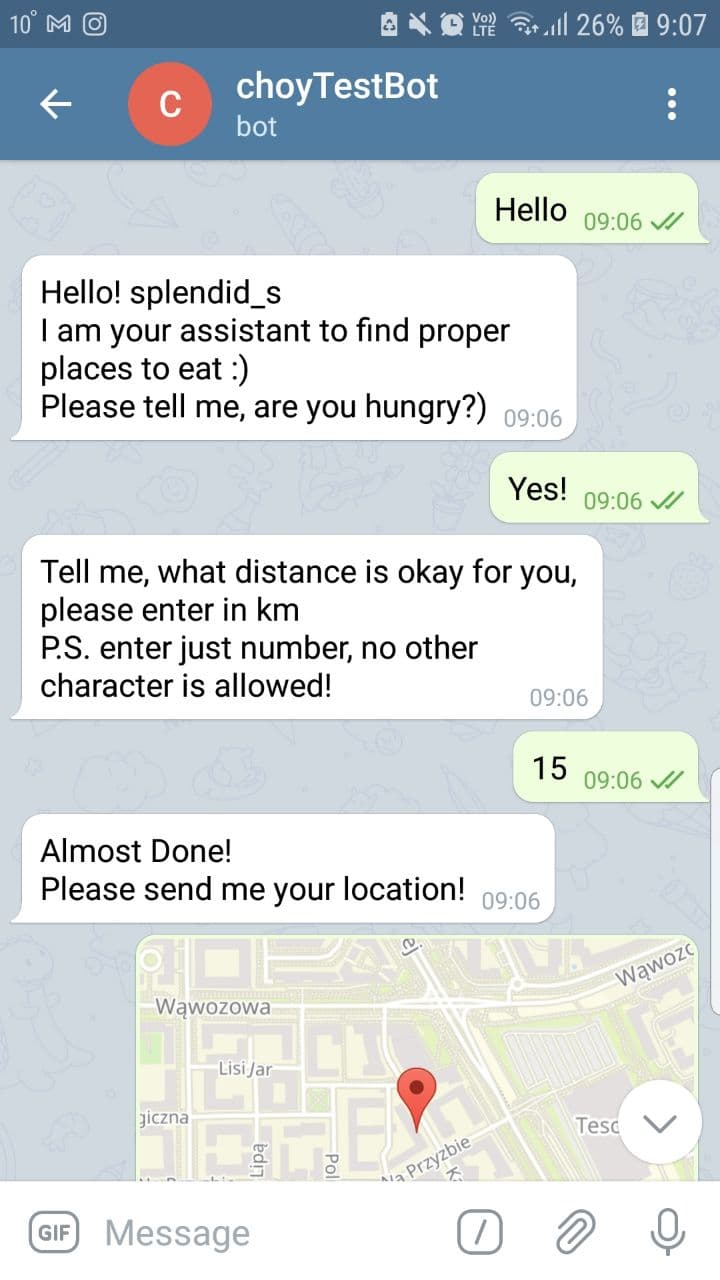 10° 26% 9:07
Vo)) LTE
C
choyTestBot
bot
Hello 09:06
Hello! splendid_s
I am your assistant to find proper
places to eat :)
Please tell me, are you hungry?) 09:06
Yes! 09:06
Tell me, what distance is okay for you,
please enter in km
P.S. enter just number, no other
character is allowed! 09:06
15 09:06
Almost Done!
Please send me your location! 09:06
Wąwozowa
Lisi Jar
giczna
Lipa
Pol
Na Przyzbie
Tesc
GIF Message /